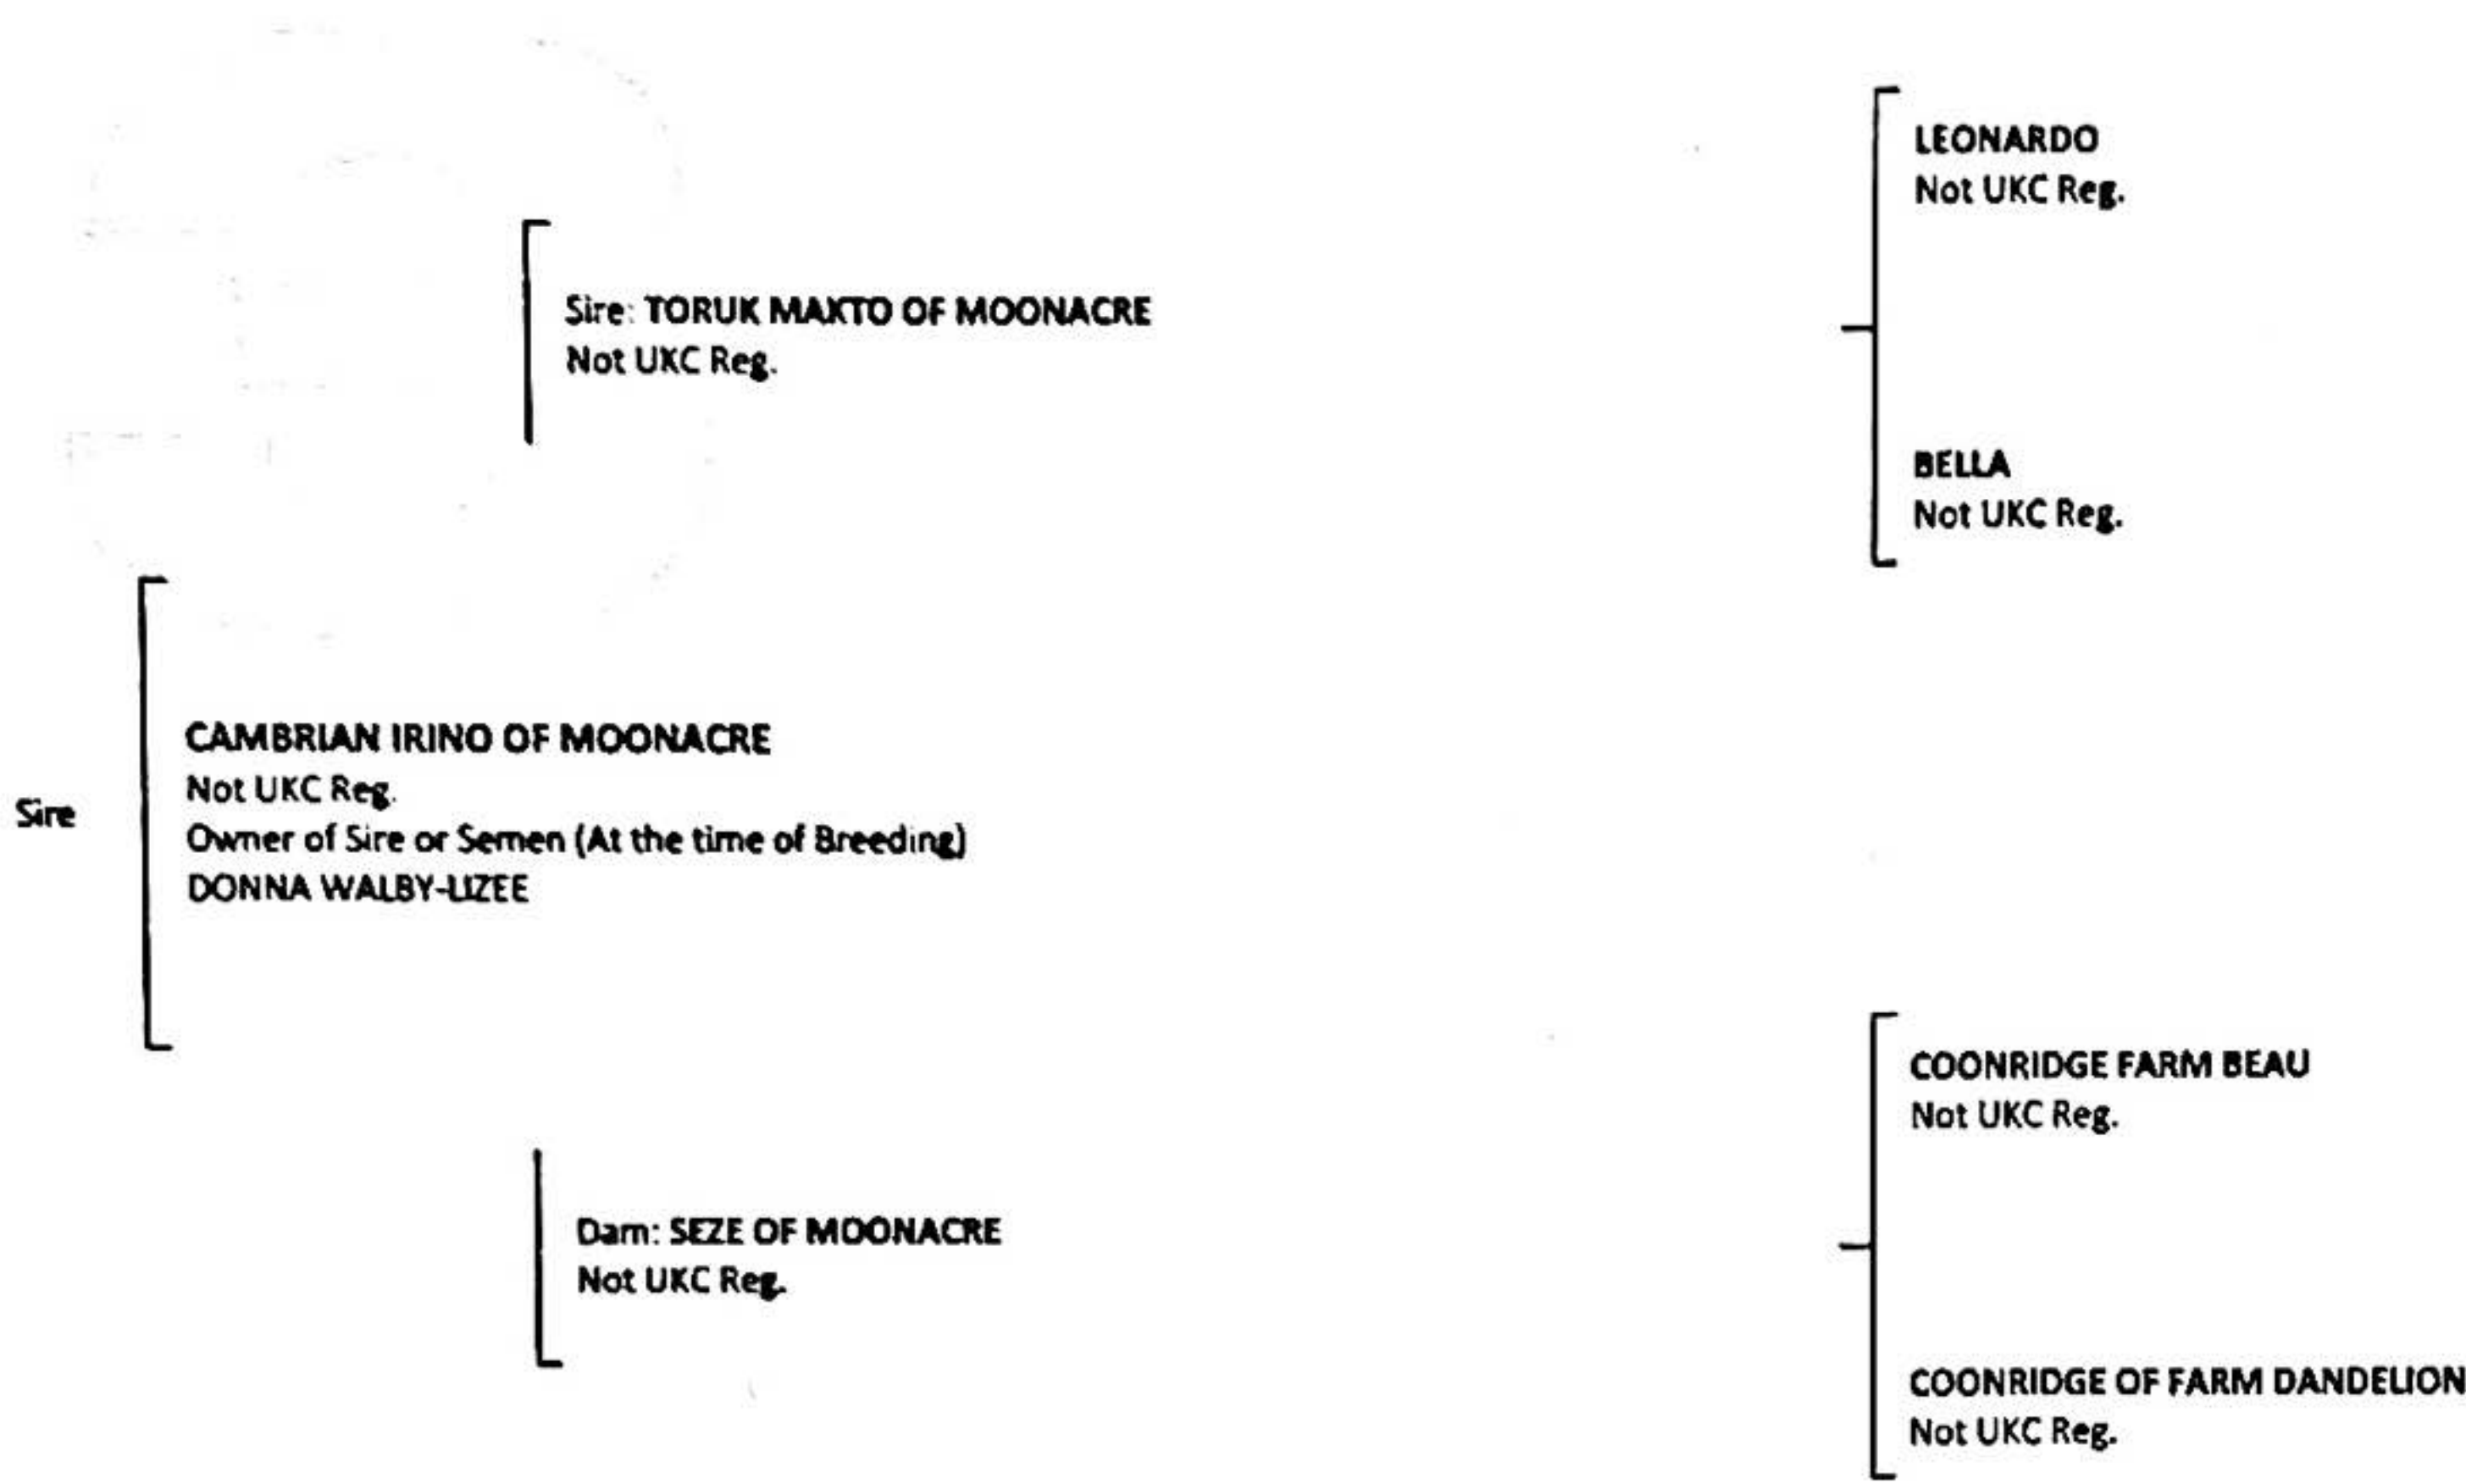 LEONARDO
Not UKC Reg.
Sire: TORUK MAKTO OF MOONACRE
Not UKC Reg.
BELLA
Not UKC Reg.
CAMBRIAN IRINO OF MOONACRE
Not UKC Reg.
Sire
Owner of Sire or Semen (At the time of Breeding)
DONNA WALBY-LIZEE
COONRIDGE FARM BEAU
Not UKC Reg.
Dam: SEZE OF MOONACRE
Not UKC Reg.
COONRIDGE OF FARM DANDELION
Not UKC Reg.